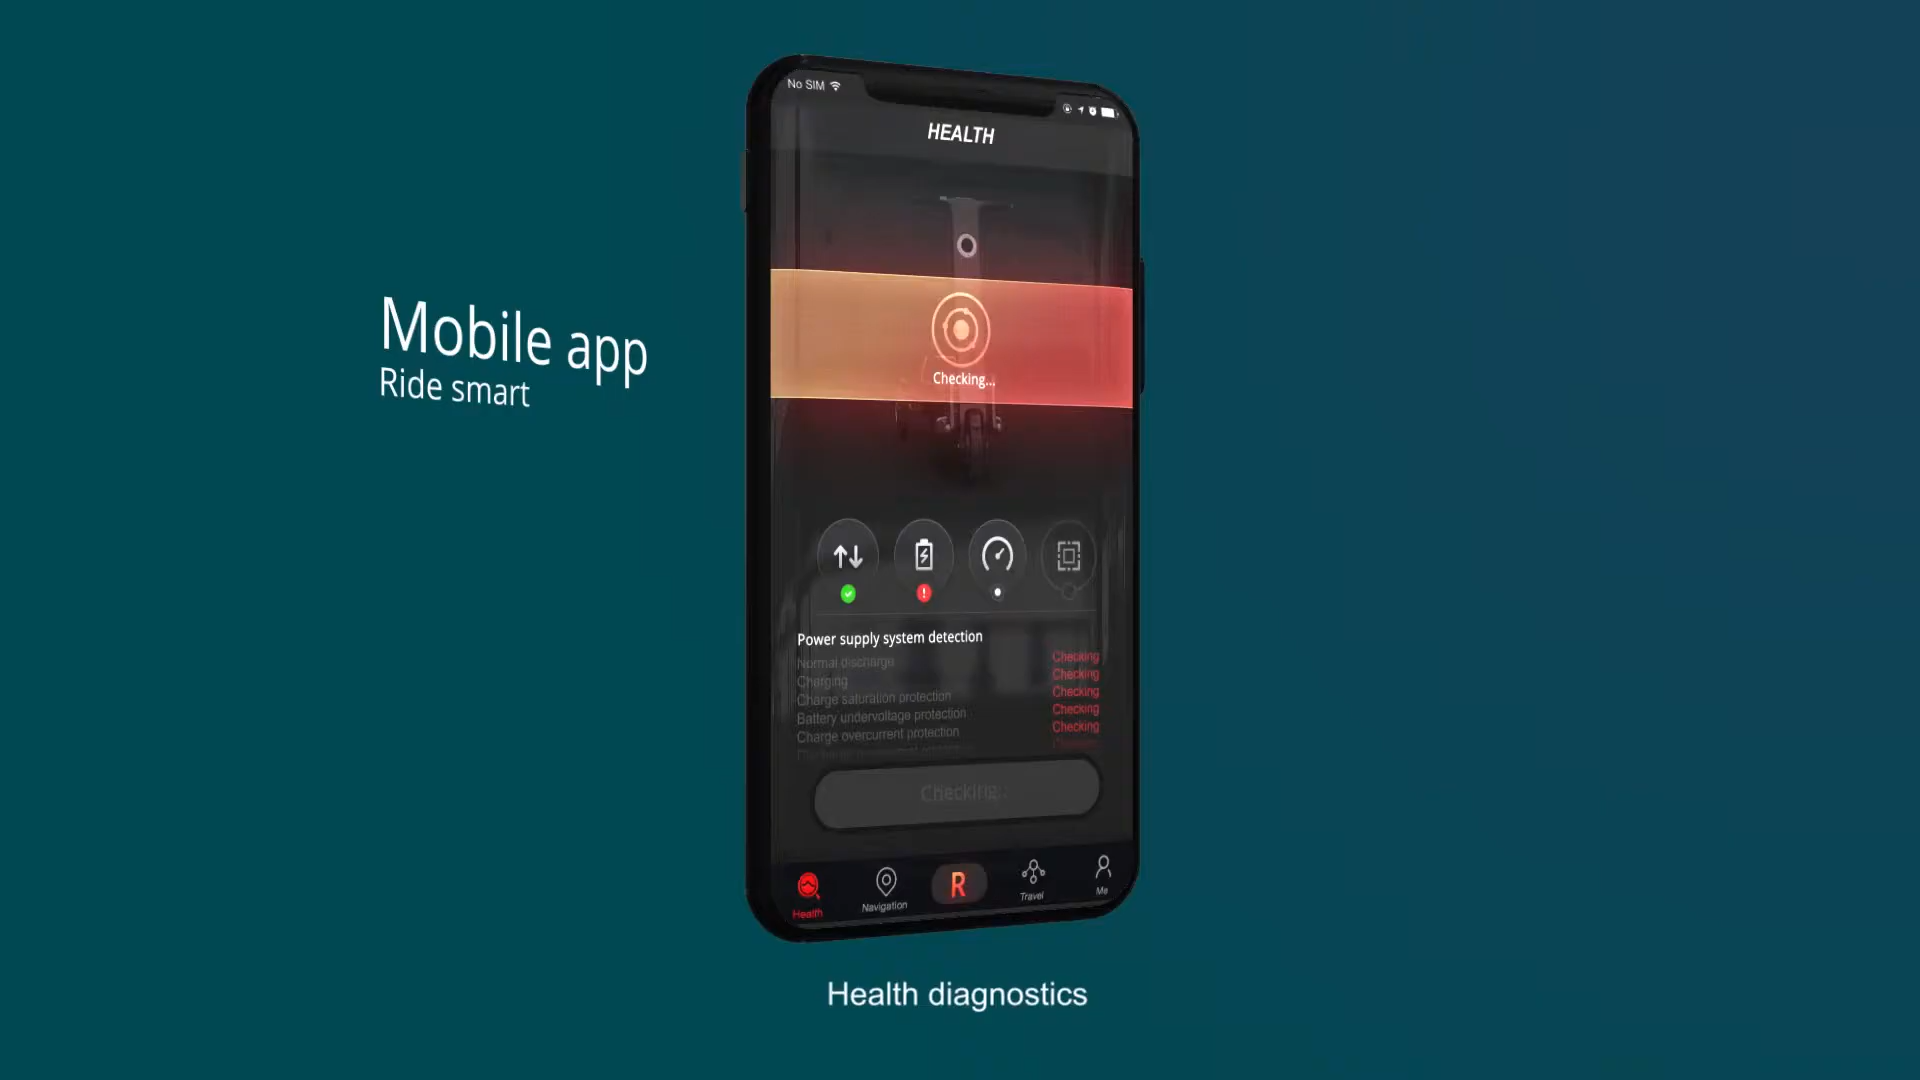 No SIM
HEALTH
Mobile app
Ride smart
Checking...
Power supply system detection
Normal discharge Checking
Charging Checking
Charge saturation protection Checking
Battery undervoltage protection Checking
Charge overcurrent protection Checking
Checking..
R
Health
Navigation
Travel
Me
Health diagnostics